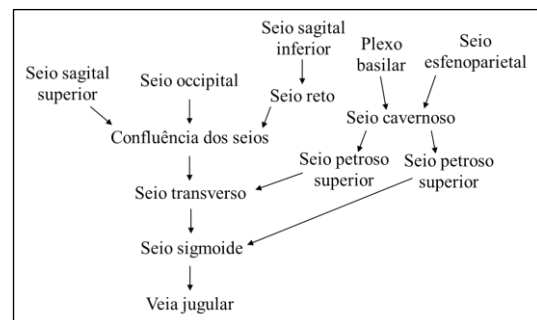 Seio sagital
inferior
Plexo
basilar
Seio
esfenoparietal
Seio sagital
superior
Seio occipital
Seio reto
Seio cavernoso
Confluência dos seios
Seio petroso
superior
Seio petroso
superior
Seio transverso
Seio sigmoide
Veia jugular